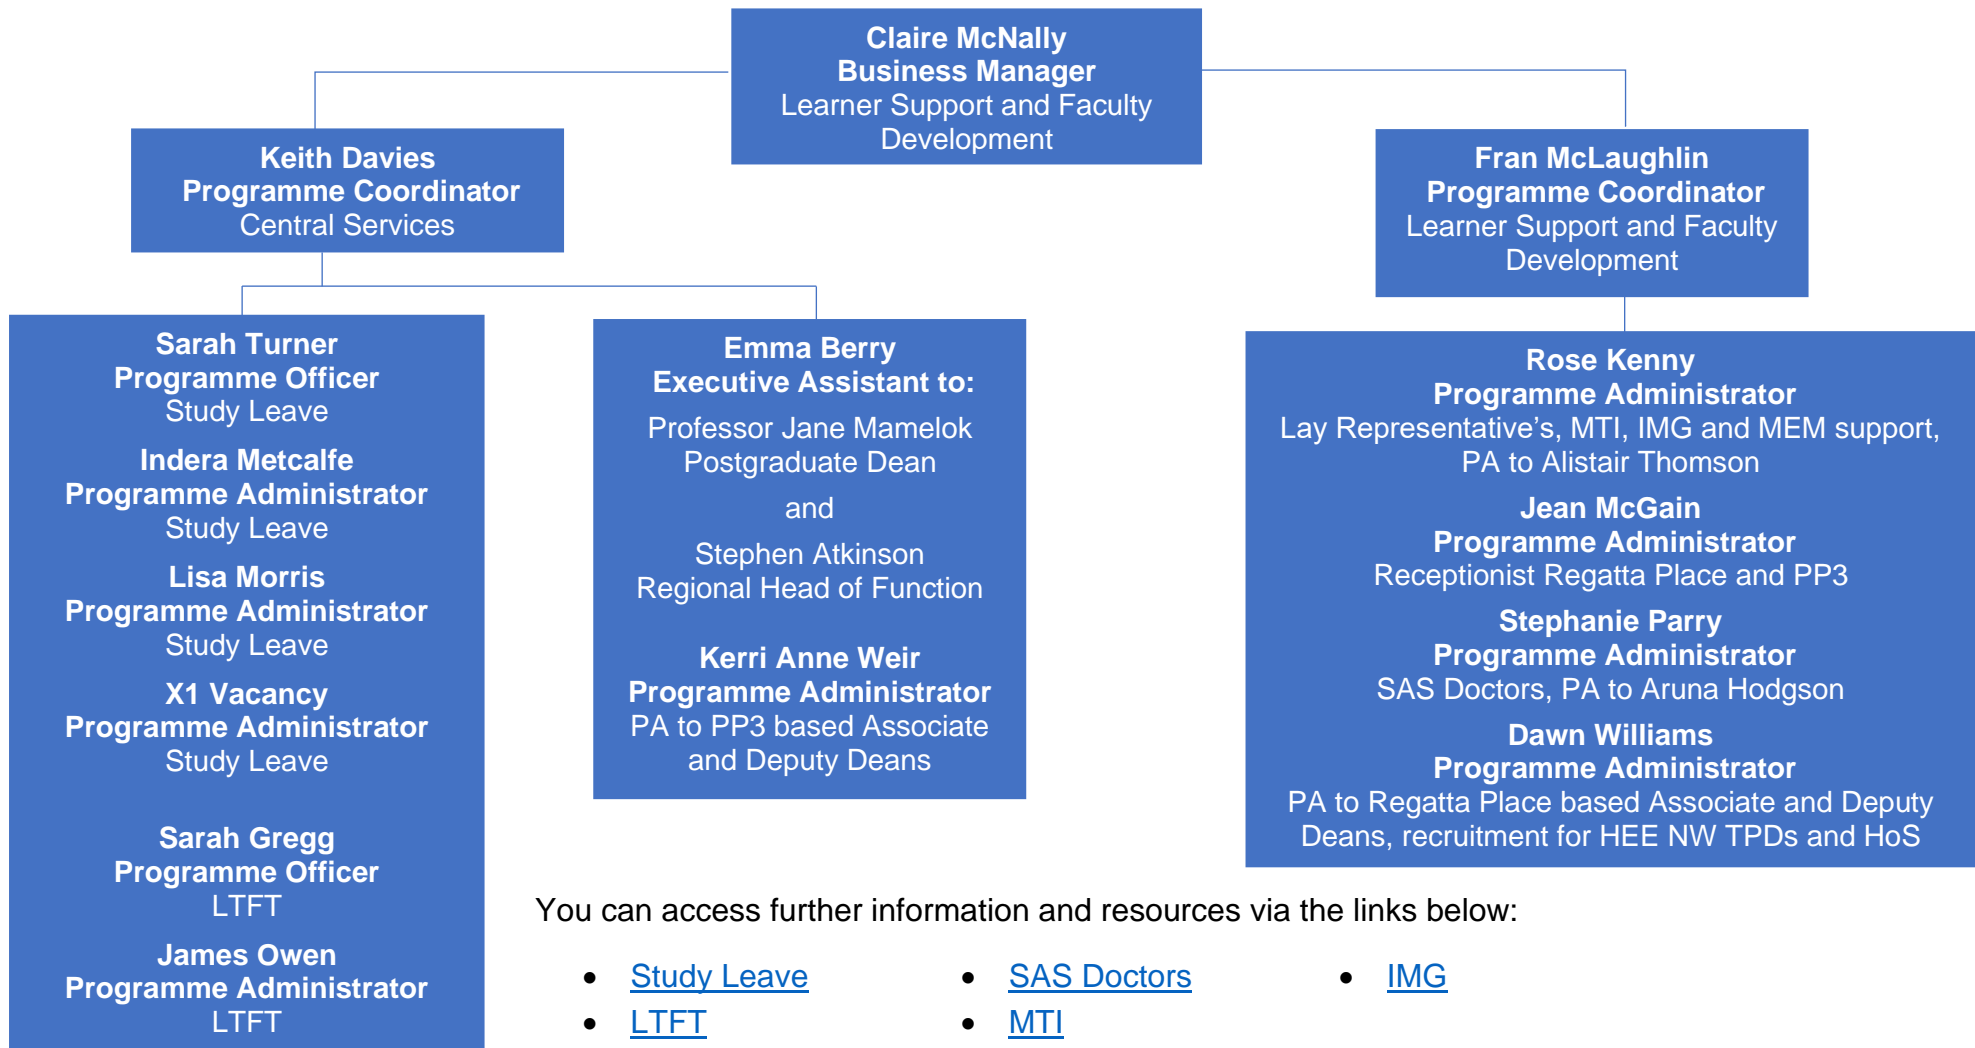 Claire McNally
Business Manager
Learner Support and Faculty
Development
Keith Davies
Programme Coordinator
Central Services
Fran McLaughlin
Programme Coordinator
Learner Support and Faculty
Development
Sarah Turner
Programme Officer
Study Leave
Indera Metcalfe
Programme Administrator
Study Leave
Lisa Morris
Programme Administrator
Study Leave
X1 Vacancy
Programme Administrator
Study Leave
Sarah Gregg
Programme Officer
LTFT
James Owen
Programme Administrator
LTFT
Emma Berry
Executive Assistant to:
Professor Jane Mamelok
Postgraduate Dean
and
Stephen Atkinson
Regional Head of Function
Kerri Anne Weir
Programme Administrator
PA to PP3 based Associate
and Deputy Deans
Rose Kenny
Programme Administrator
Lay Representative’s, MTI, IMG and MEM support,
PA to Alistair Thomson
Jean McGain
Programme Administrator
Receptionist Regatta Place and PP3
Stephanie Parry
Programme Administrator
SAS Doctors, PA to Aruna Hodgson
Dawn Williams
Programme Administrator
PA to Regatta Place based Associate and Deputy
Deans, recruitment for HEE NW TPDs and HoS
You can access further information and resources via the links below:
• Study Leave
• LTFT
• SAS Doctors
• MTI
• IMG